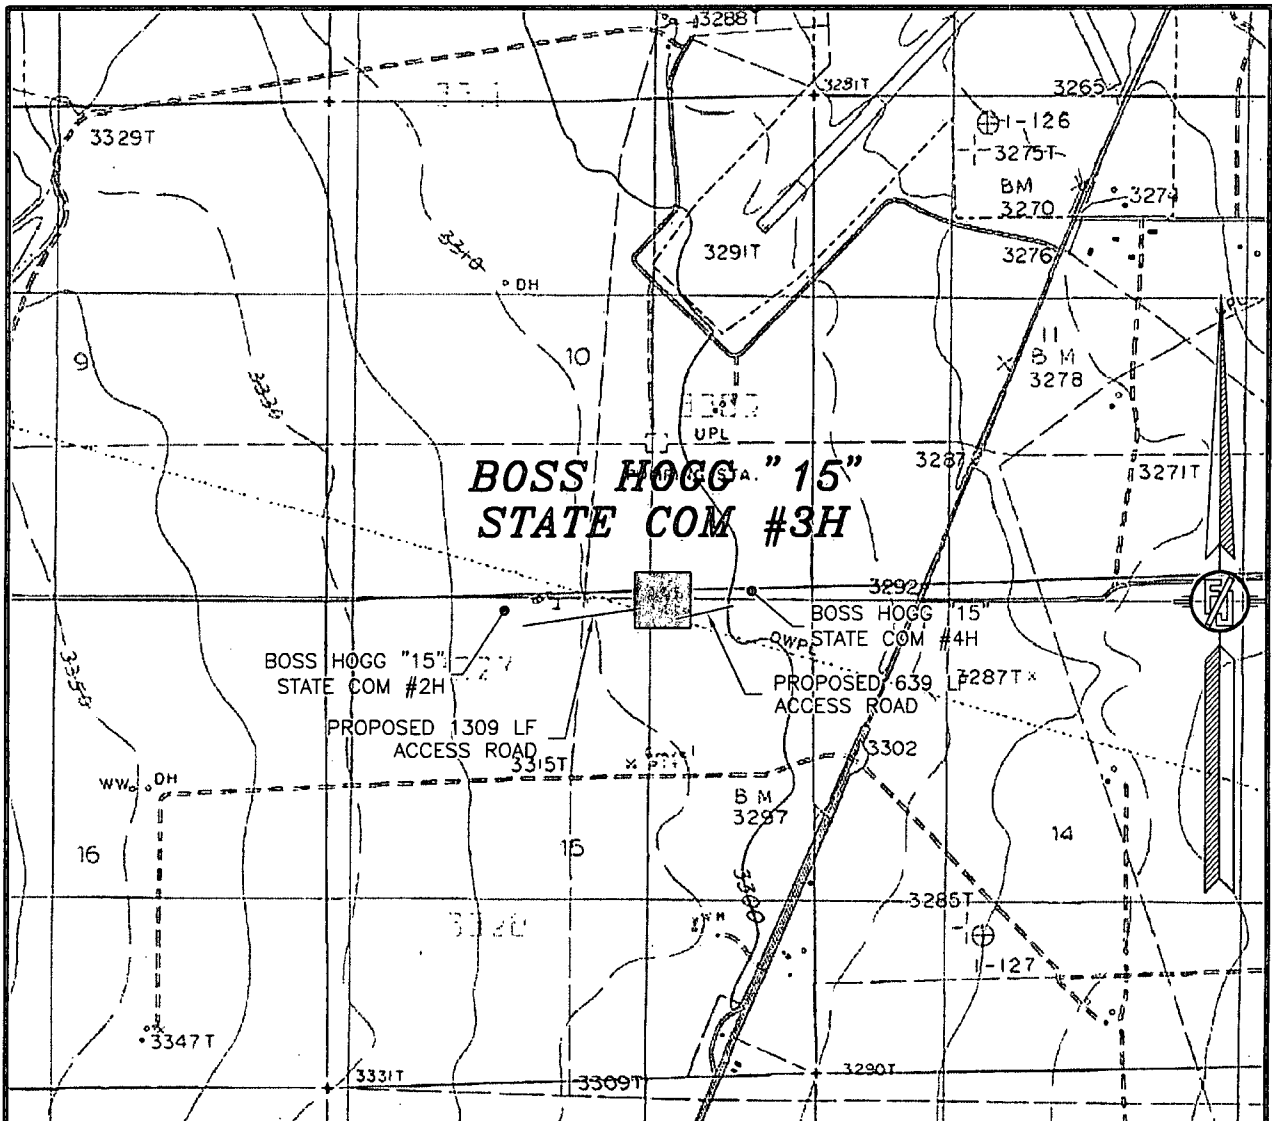 3288T
3281T
3265
1-126
3275T
3329T
BM
3270
3274
3310
3291T
3276
DH
9
10
11
B M
3278
3330
UPL
3287
3271T
BOSS HOGG "15"
STATE COM #3H
3292
BOSS HOGG "15"
STATE COM #4H
BOSS HOGG "15"
STATE COM #2H
3287T
PROPOSED 639 LF
ACCESS ROAD
3350
PROPOSED 1309 LF
ACCESS ROAD
3302
3315T
WW
DH
B M
3297
16
15
14
3300
3285T
1-127
3347T
3331T
3309T
3290T